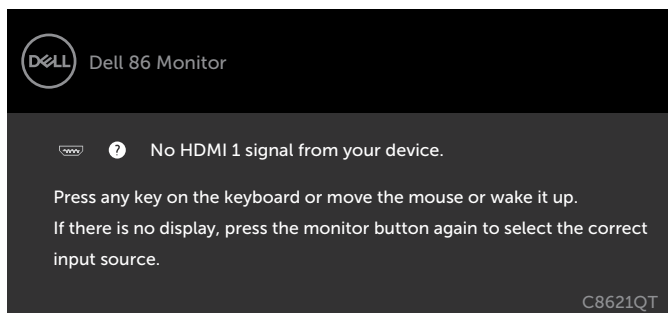 DELL
Dell 86 Monitor
? No HDMI 1 signal from your device.
Press any key on the keyboard or move the mouse or wake it up.
If there is no display, press the monitor button again to select the correct
input source.
C8621QT